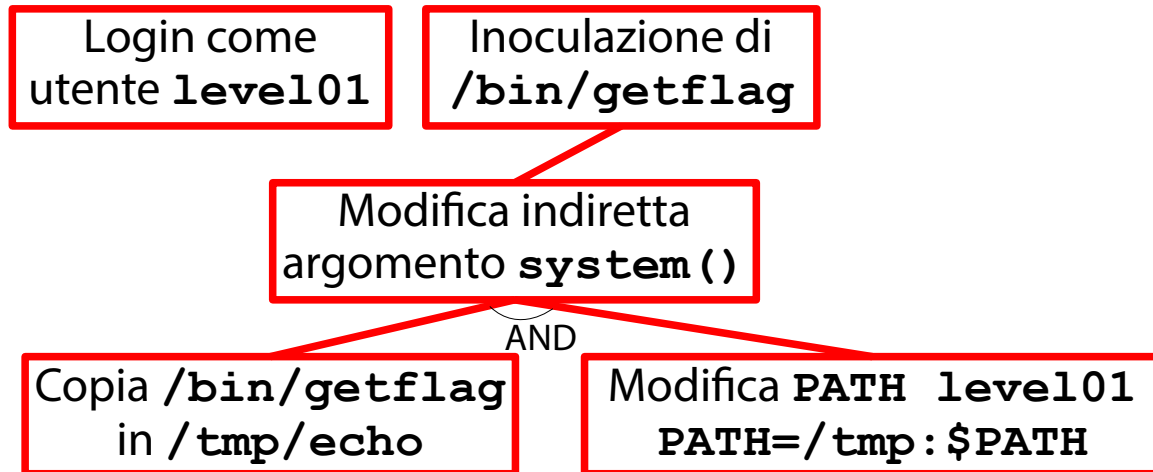 Login come
utente level01
Inoculazione di
/bin/getflag
Modifica indiretta
argomento system()
AND
Copia /bin/getflag
in /tmp/echo
Modifica PATH level01
PATH=/tmp:$PATH